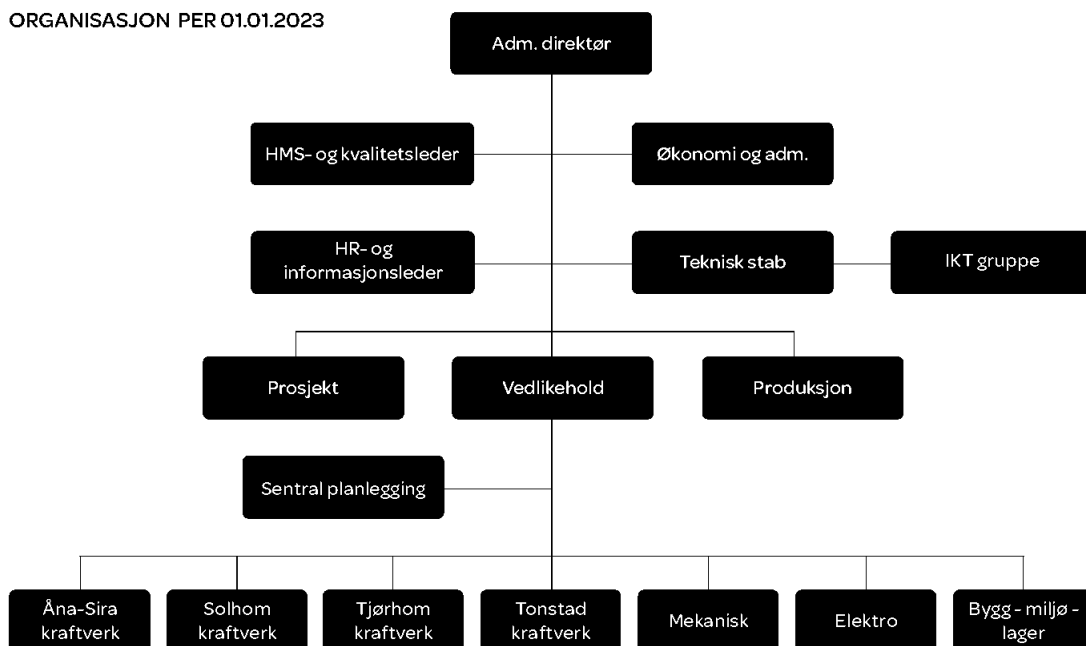 ORGANISASJON PER 01.01.2023
Adm. direktør
HMS- og kvalitetsleder
Økonomi og adm.
HR- og
informasjonsleder
Teknisk stab
IKT gruppe
Prosjekt
Vedlikehold
Produksjon
Sentral planlegging
Åna-Sira
kraftverk
Solhom
kraftverk
Tjørhom
kraftverk
Tonstad
kraftverk
Mekanisk
Elektro
Bygg - miljø -
lager